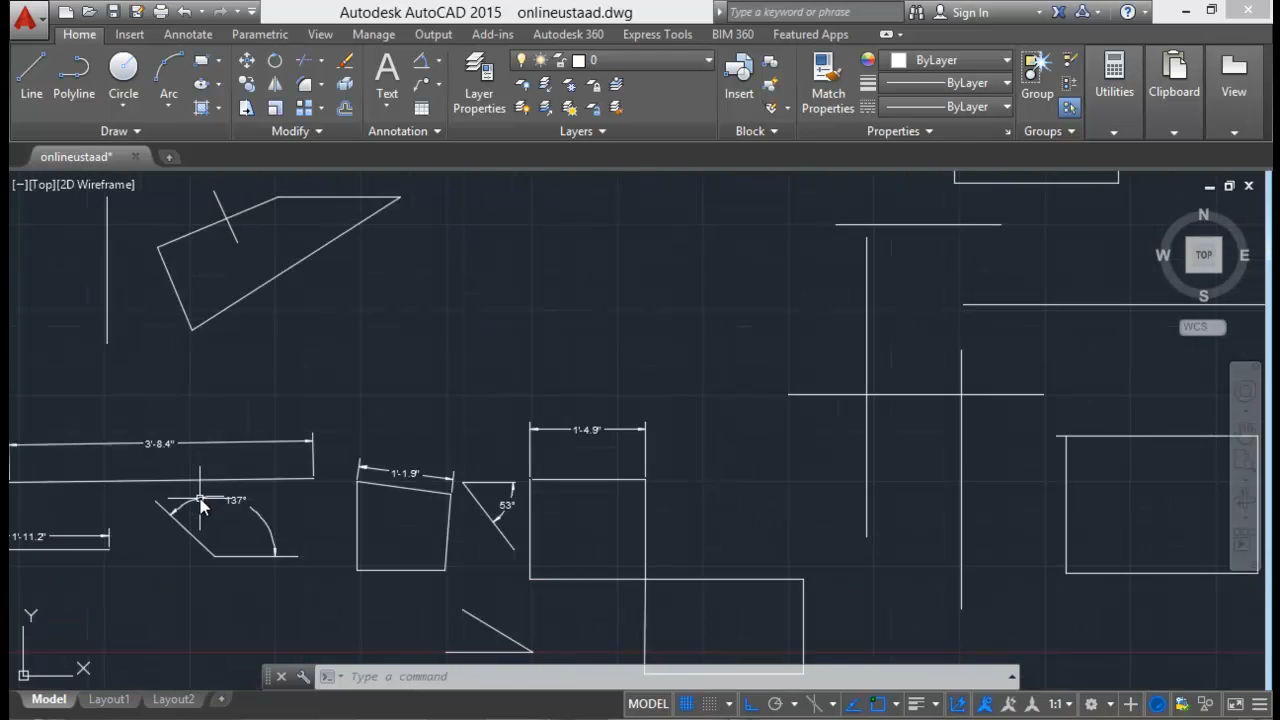 Autodesk AutoCAD 2015 onlineustaad.dwg
Type a keyword or phrase
Sign In
Home Insert Annotate Parametric View Manage Output Add-ins Autodesk 360 Express Tools BIM 360 Featured Apps
Line Polyline Circle Arc
Text
Layer Properties
0
Insert
Match Properties
ByLayer
ByLayer
ByLayer
Group
Utilities
Clipboard
View
Draw Modify Annotation Layers Block Properties Groups
onlineustaad*
[−][Top][2D Wireframe]
N
W TOP E
S
WCS
3'-8.4"
1'-4.9"
1'-1.9"
137°
53°
1'-11.2"
Y
X
Type a command
Model Layout1 Layout2
MODEL
1:1